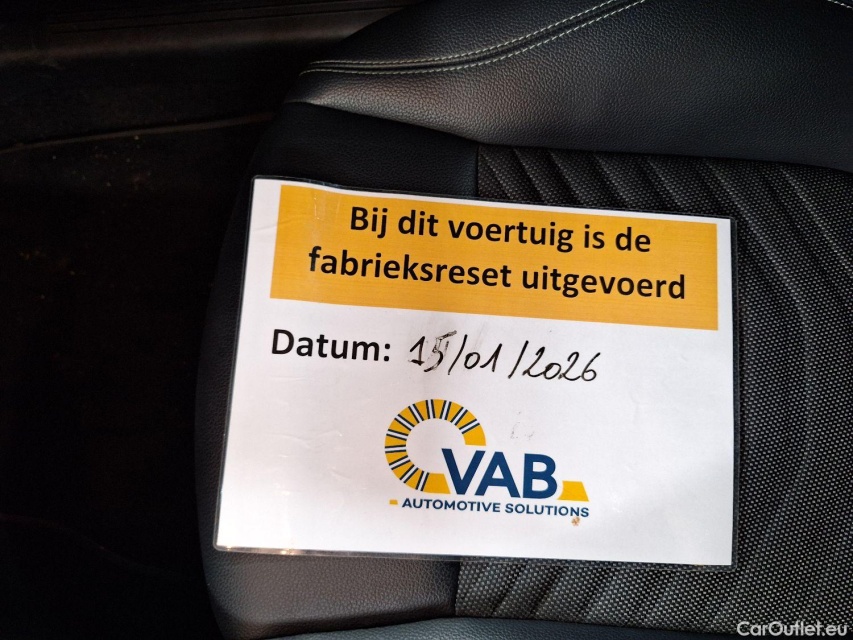 Bij dit voertuig is de
fabrieksreset uitgevoerd
Datum: 15/01/2026
VAB
AUTOMOTIVE SOLUTIONS
CarOutlet.eu